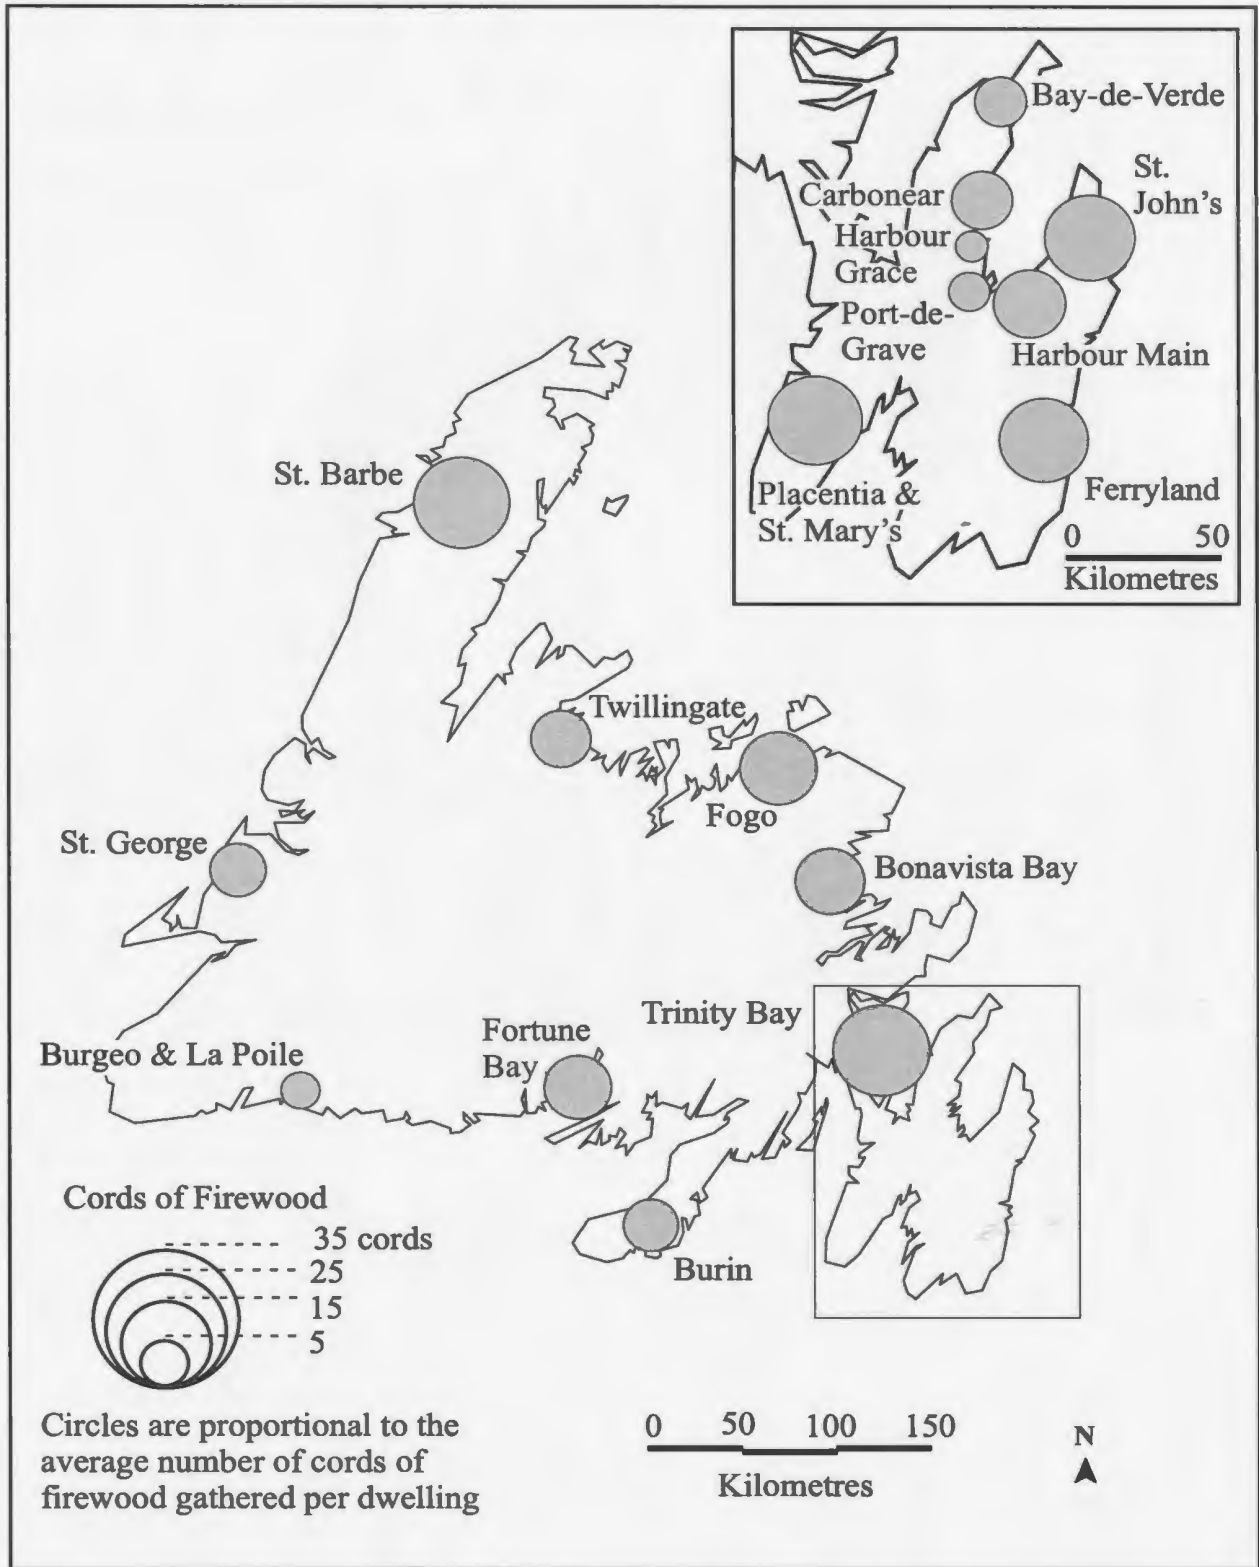 Bay-de-Verde
St.
John's
Carbonear
Harbour
Grace
Port-de-
Grave
Harbour Main
Placentia &
St. Mary's
Ferryland
0 50
Kilometres
St. Barbe
Twillingate
Fogo
St. George
Bonavista Bay
Trinity Bay
Fortune
Bay
Burgeo & La Poile
Burin
Cords of Firewood
35 cords
25
15
5
Circles are proportional to the
average number of cords of
firewood gathered per dwelling
0 50 100 150
Kilometres
N